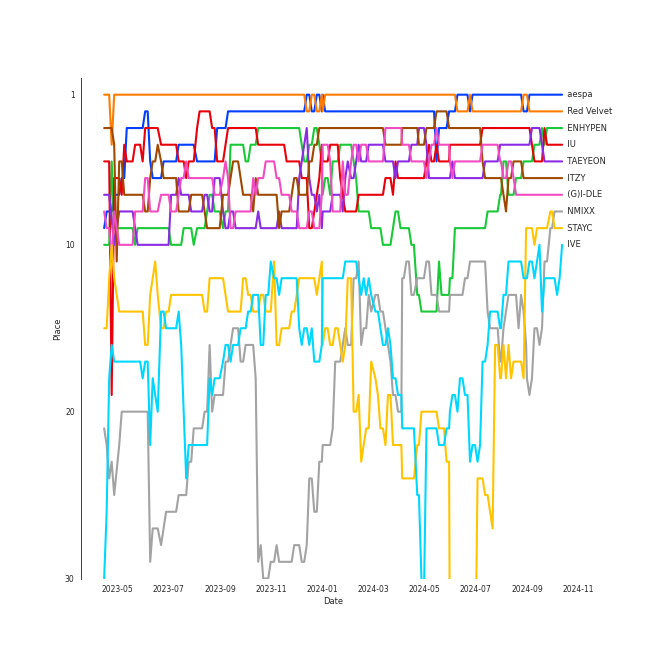 1
10
20
30
Place
aespa
Red Velvet
ENHYPEN
IU
TAEYEON
ITZY
(G)I-DLE
NMIXX
STAYC
IVE
2023-05 2023-07 2023-09 2023-11 2024-01 2024-03 2024-05 2024-07 2024-09 2024-11
Date